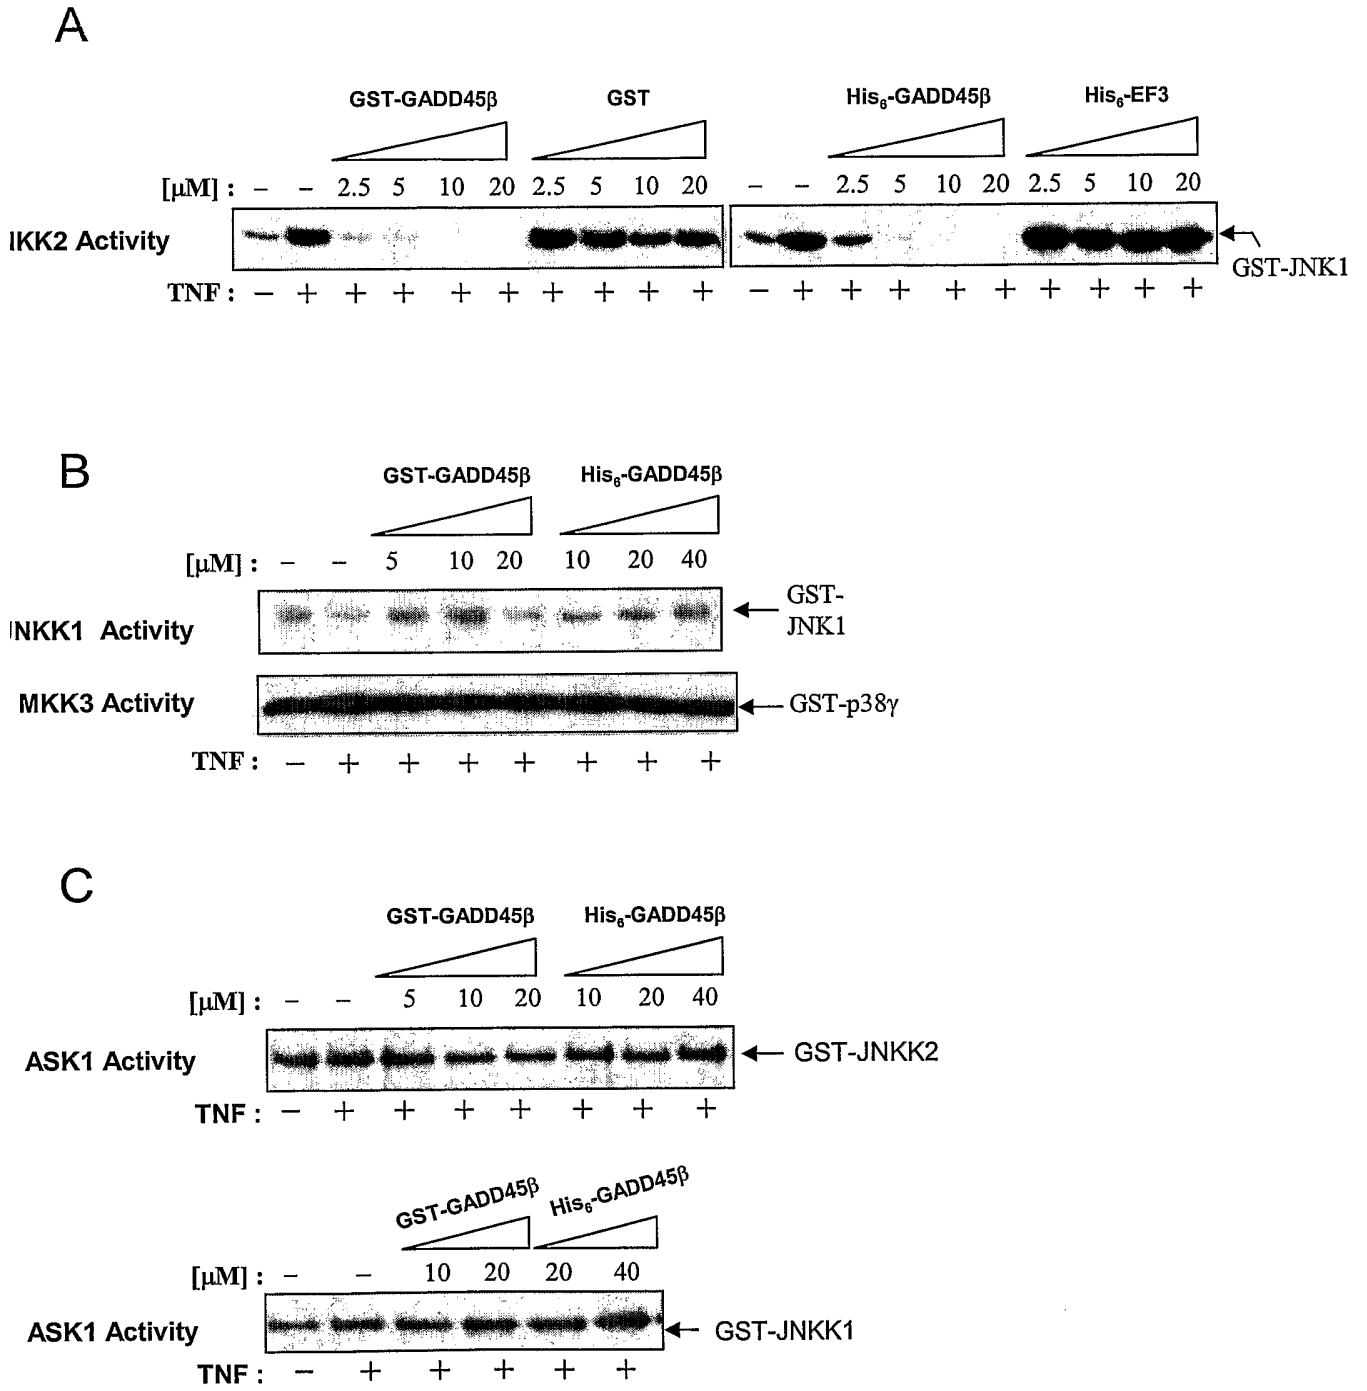 A
GST-GADD45β GST His6-GADD45β His6-EF3
[µM] : – – 2.5 5 10 20 2.5 5 10 20 – – 2.5 5 10 20 2.5 5 10 20
IKK2 Activity
GST-JNK1
TNF : – + + + + + + + + + – + + + + + + + + +
B
GST-GADD45β His6-GADD45β
[µM] : – – 5 10 20 10 20 40
GST-
JNK1
INKK1 Activity
MKK3 Activity GST-p38γ
TNF : – + + + + + + +
C
GST-GADD45β His6-GADD45β
[µM] : – – 5 10 20 10 20 40
ASK1 Activity GST-JNKK2
TNF : – + + + + + + +
GST-GADD45β His6-GADD45β
[µM] : – – 10 20 20 40
ASK1 Activity GST-JNKK1
TNF : – + + + + +